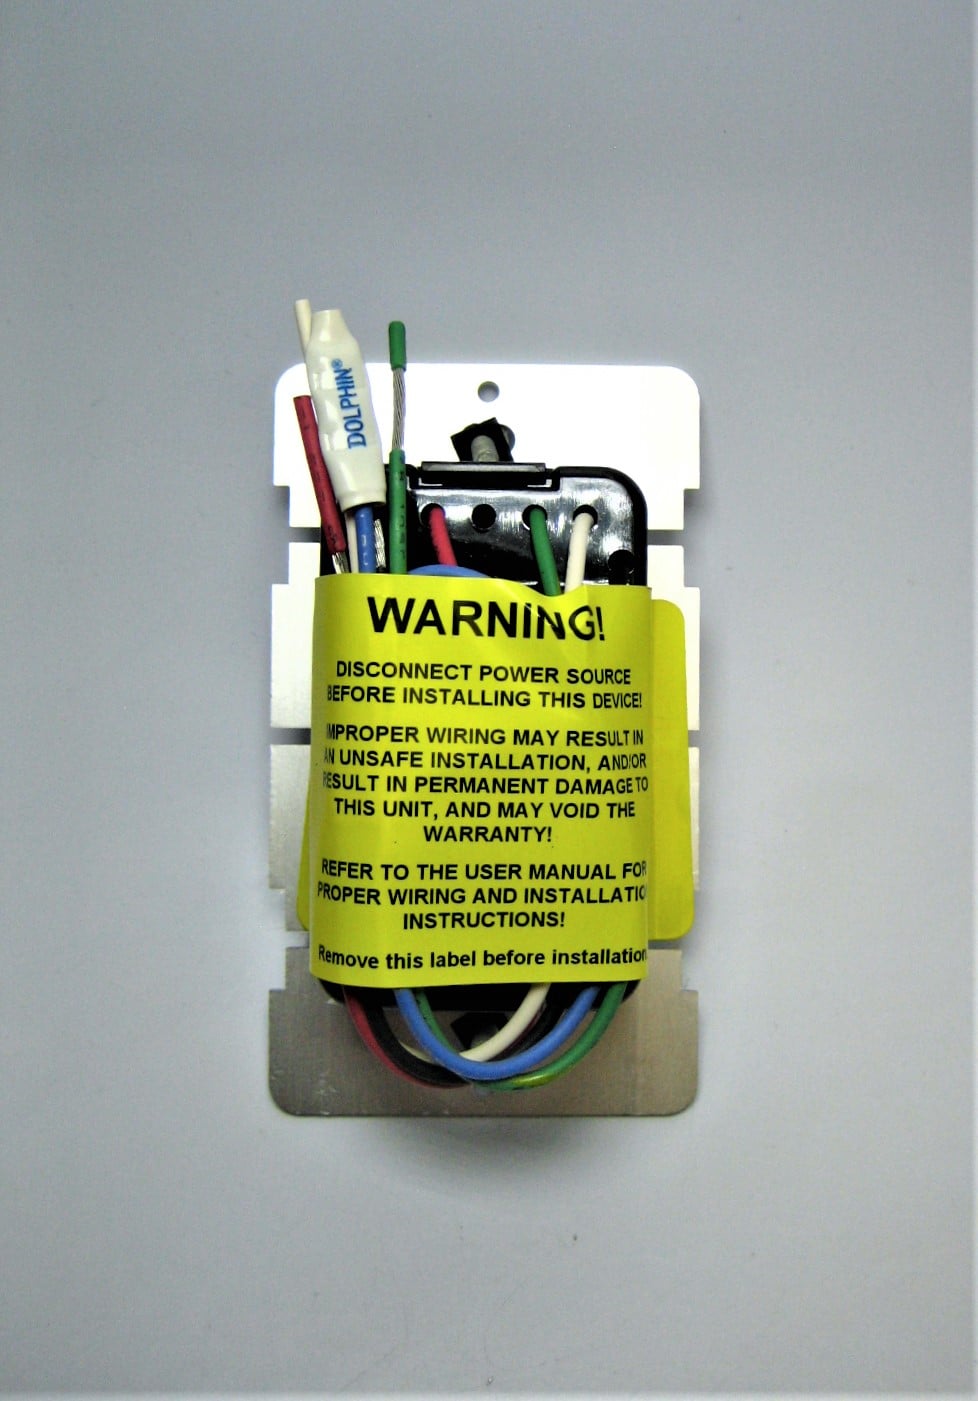 DOLPHIN®
WARNING!
DISCONNECT POWER SOURCE
BEFORE INSTALLING THIS DEVICE!
IMPROPER WIRING MAY RESULT IN
AN UNSAFE INSTALLATION, AND/OR
RESULT IN PERMANENT DAMAGE TO
THIS UNIT, AND MAY VOID THE
WARRANTY!
REFER TO THE USER MANUAL FOR
PROPER WIRING AND INSTALLATIO
INSTRUCTIONS!
Remove this label before installation